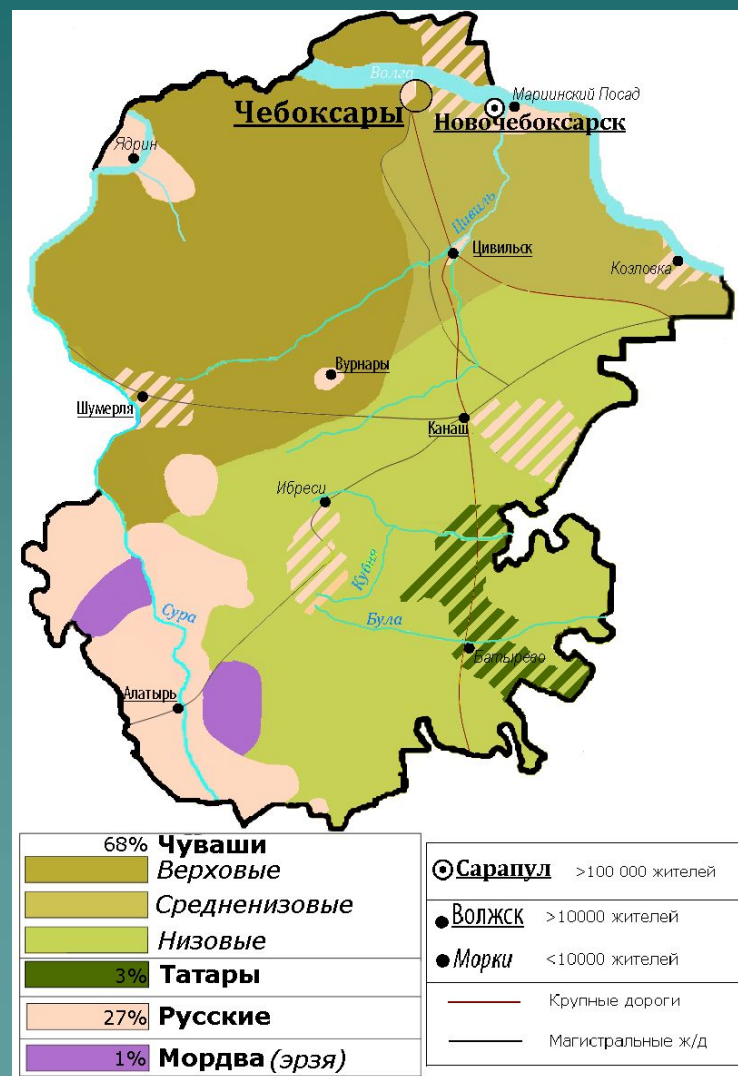 Волга
Мариинский Посад
Чебоксары
Новочебоксарск
Ядрин
Цивиль
Цивильск
Козловка
Вурнары
Шумерля
Канаш
Ибреси
Кубня
Сура
Була
Батырево
Алатырь
68% Чуваши
Верховые
Средненизовые
Низовые
3% Татары
27% Русские
1% Мордва (эрзя)
Сарапул >100 000 жителей
Волжск >10000 жителей
Морки <10000 жителей
Крупные дороги
Магистральные ж/д